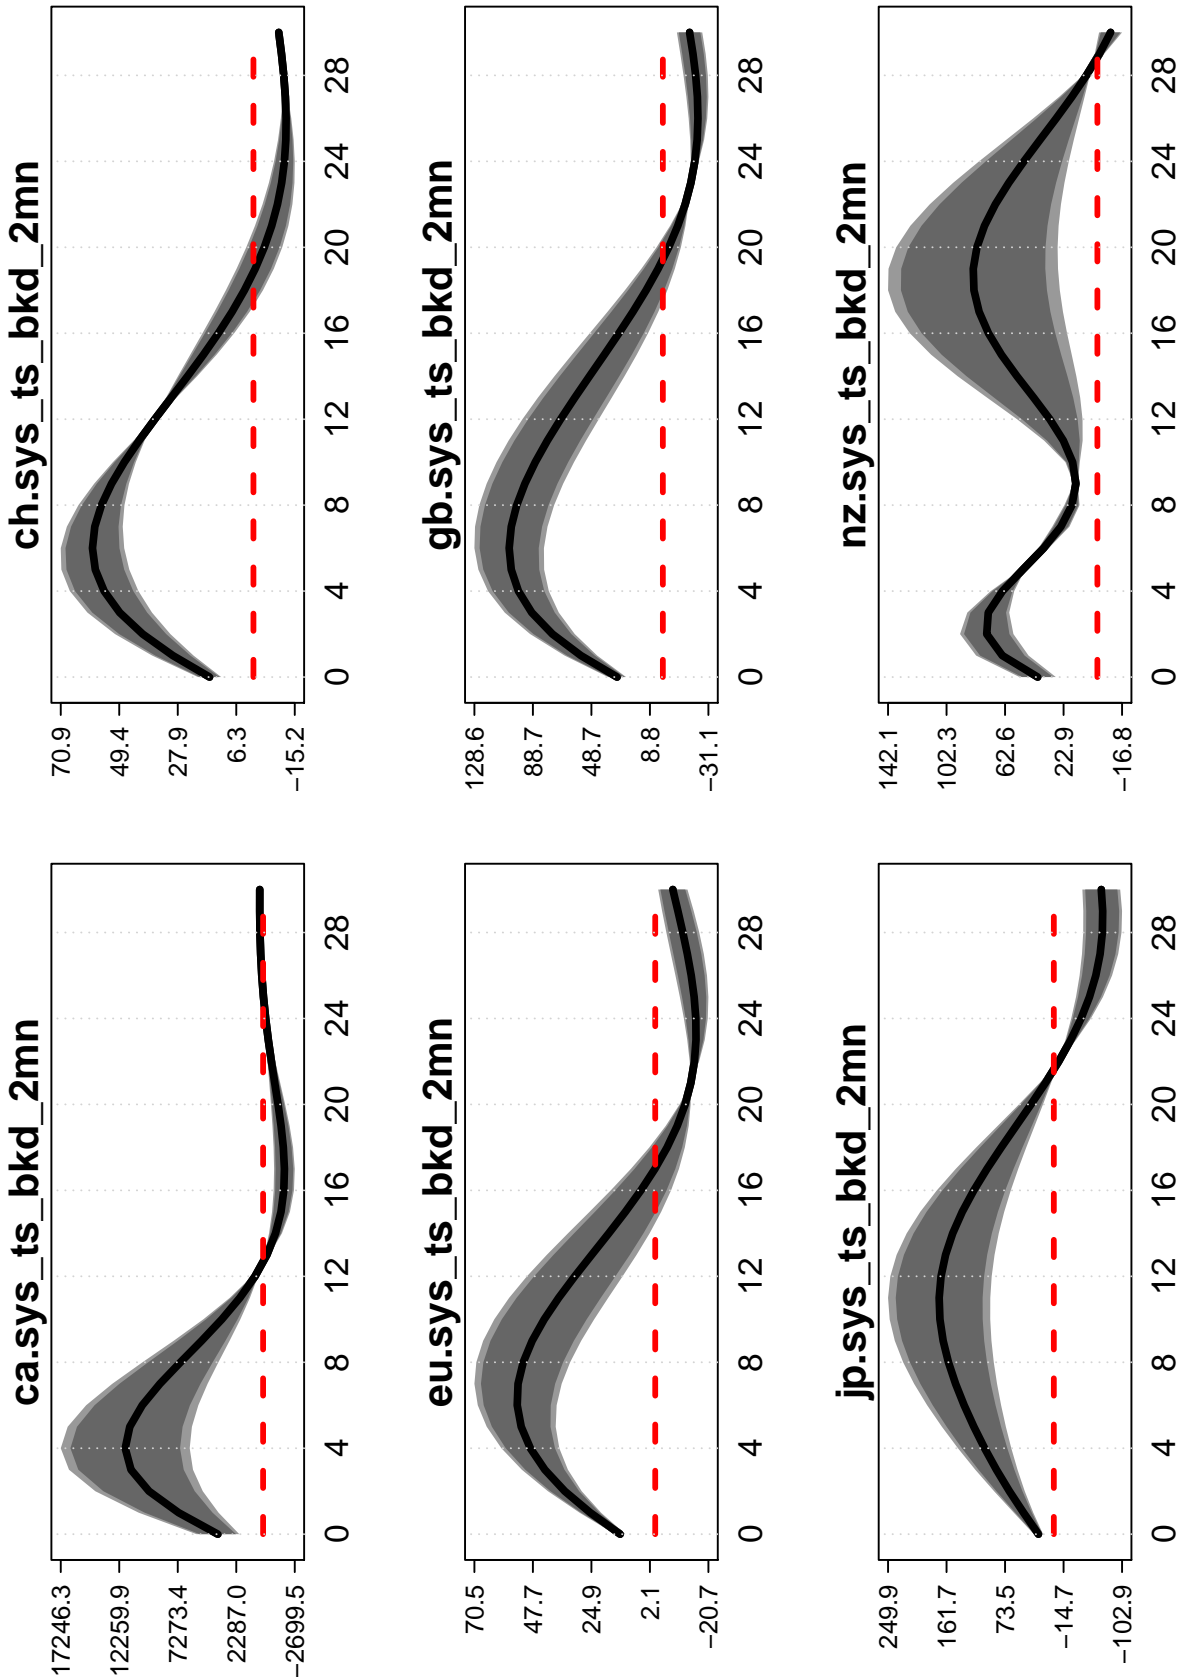 ca.sys_ts_bkd_2mn
17246.3
12259.9
7273.4
2287.0
−2699.5
0 4 8 12 16 20 24 28
ch.sys_ts_bkd_2mn
70.9
49.4
27.9
6.3
−15.2
0 4 8 12 16 20 24 28
eu.sys_ts_bkd_2mn
70.5
47.7
24.9
2.1
−20.7
0 4 8 12 16 20 24 28
gb.sys_ts_bkd_2mn
128.6
88.7
48.7
8.8
−31.1
0 4 8 12 16 20 24 28
jp.sys_ts_bkd_2mn
249.9
161.7
73.5
−14.7
−102.9
0 4 8 12 16 20 24 28
nz.sys_ts_bkd_2mn
142.1
102.3
62.6
22.9
−16.8
0 4 8 12 16 20 24 28